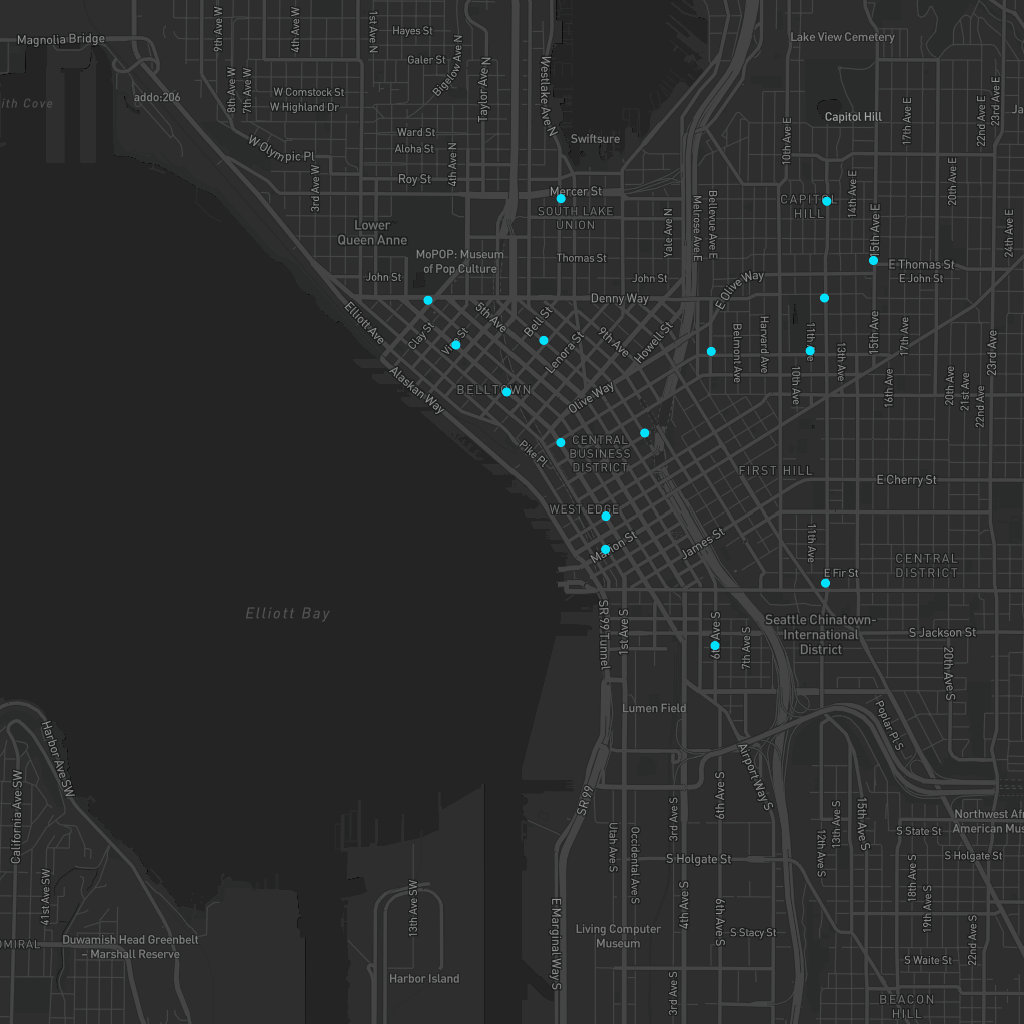 Magnolia Bridge
9th Ave W
4th Ave W
1st Ave N
Hayes St
Galer St
Bigelow Ave N
Taylor Ave N
Westlake Ave N
Lake View Cemetery
addo:206
8th Ave W
7th Ave W
W Comstock St
W Highland Dr
ith Cove
23rd Ave E
22nd Ave E
17th Ave E
Capitol Hill
Ja
Ward St
Aloha St
4th Ave N
Swiftsure
10th Ave E
W Olympic Pl
3rd Ave W
Roy St
Mercer St
SOUTH LAKE
UNION
Yale Ave N
Melrose Ave E
Bellevue Ave E
CAPITOL
HILL
14th Ave E
15th Ave E
20th Ave E
24th Ave E
Lower
Queen Anne
MoPOP: Museum
of Pop Culture
Thomas St
John St
John St
E Thomas St
E John St
E Olive Way
Denny Way
Elliott Ave
Clay St
Vine St
5th Ave
Bell St
Lenora St
9th Ave
Howell St
Belmont Ave
Harvard Ave
10th Ave
11th Ave
13th Ave
15th Ave
17th Ave
16th Ave
20th Ave
21st Ave
22nd Ave
23rd Ave
Alaskan Way
BELLTOWN
Olive Way
Pike Pl
CENTRAL
BUSINESS
DISTRICT
FIRST HILL
E Cherry St
WEST EDGE
Marion St
James St
11th Ave
E Fir St
CENTRAL
DISTRICT
Elliott Bay
SR 99 Tunnel
1st Ave S
6th Ave S
7th Ave S
Seattle Chinatown-
International
District
S Jackson St
20th Ave S
Lumen Field
Poplar Pl S
Harbor Ave SW
California Ave SW
41st Ave SW
SR 99
Airport Way S
6th Ave S
3rd Ave S
Utah Ave S
Occidental Ave S
12th Ave S
13th Ave S
15th Ave S
Northwest Afri
American Museu
S State St
S Holgate St
S Holgate St
18th Ave S
19th Ave S
22nd Ave S
4th Ave S
6th Ave S
3rd Ave S
E Marginal Way S
13th Ave SW
DMIRAL
Duwamish Head Greenbelt
- Marshall Reserve
Harbor Island
Living Computer
Museum
S Stacy St
S Waite St
BEACON
HILL